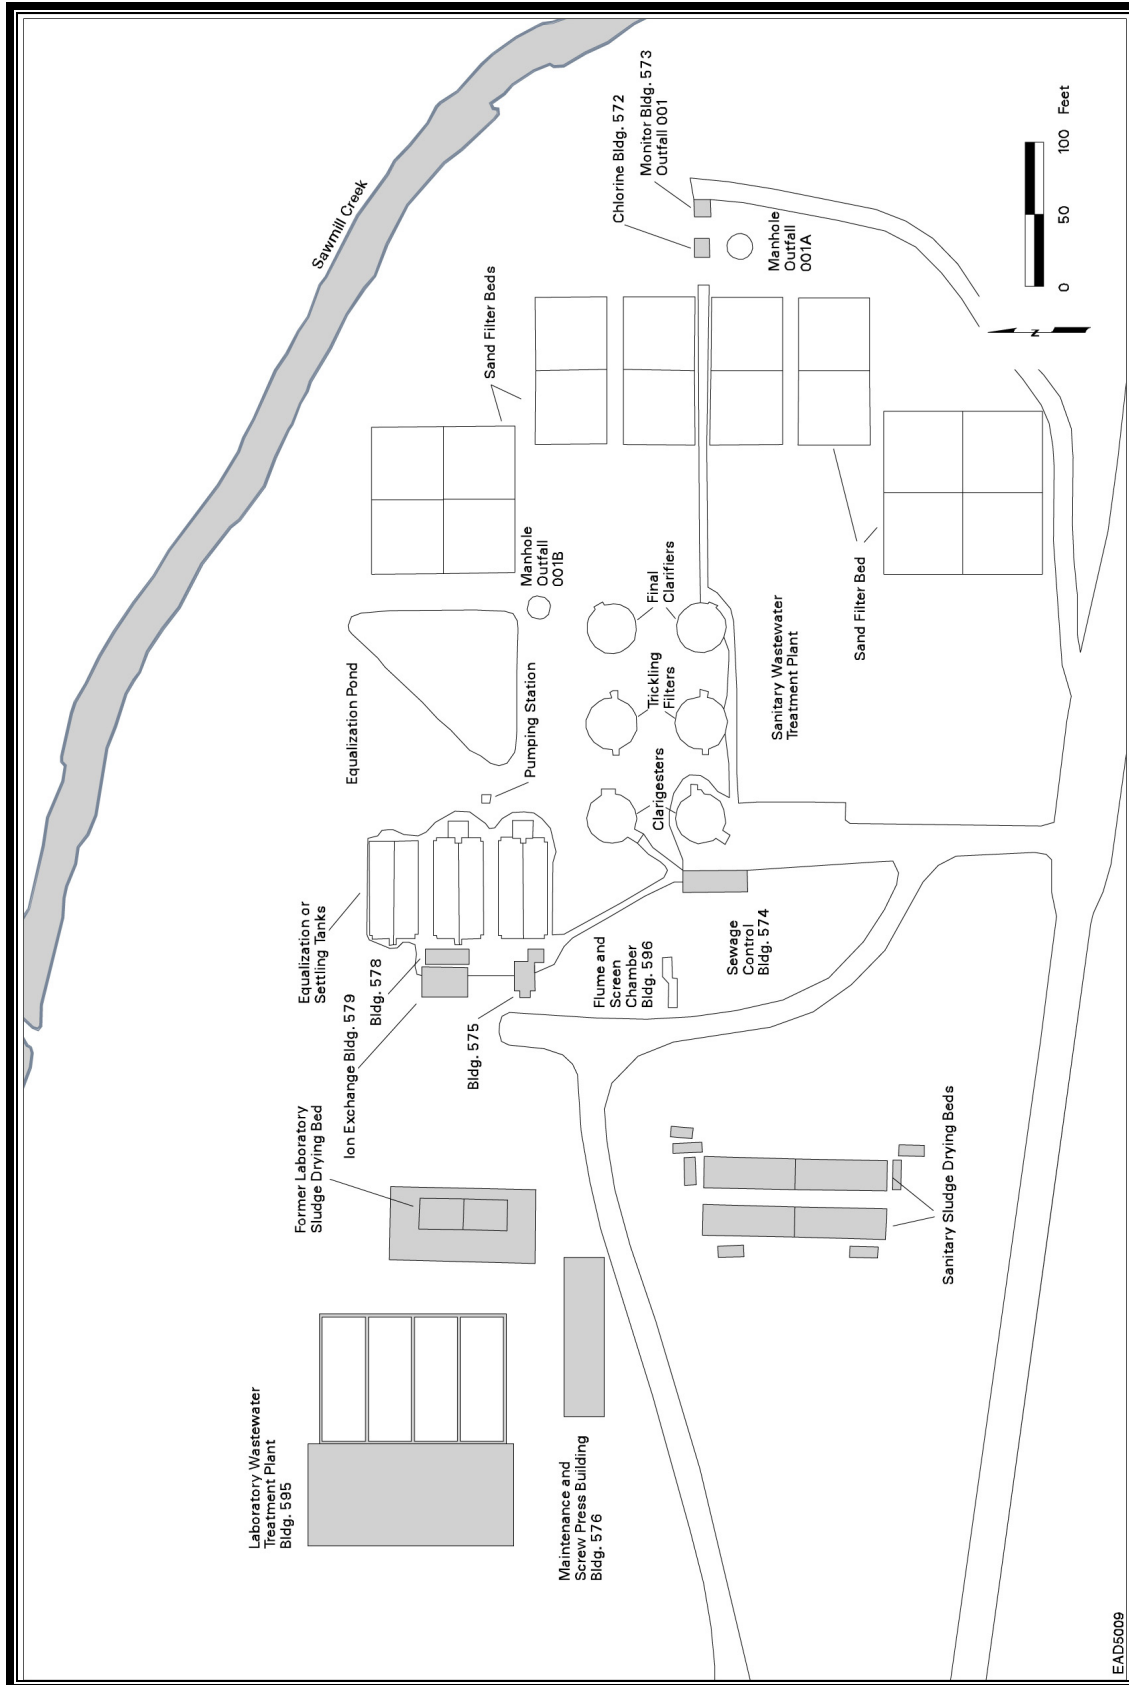 Sawmill Creek
Chlorine Bldg. 572
Monitor Bldg. 573
Outfall 001
Manhole
Outfall
001A
0
50
100
Feet
N
Sand Filter Beds
Manhole
Outfall
001B
Final
Clarifiers
Trickling
Filters
Clarigesters
Sanitary Wastewater
Treatment Plant
Sand Filter Bed
Equalization Pond
Pumping Station
Equalization or
Settling Tanks
Bldg. 578
Ion Exchange Bldg. 579
Bldg. 575
Flume and
Screen
Chamber
Bldg. 596
Sewage
Control
Bldg. 574
Former Laboratory
Sludge Drying Bed
Sanitary Sludge Drying Beds
Laboratory Wastewater
Treatment Plant
Bldg. 595
Maintenance and
Screw Press Building
Bldg. 576
EAD5009